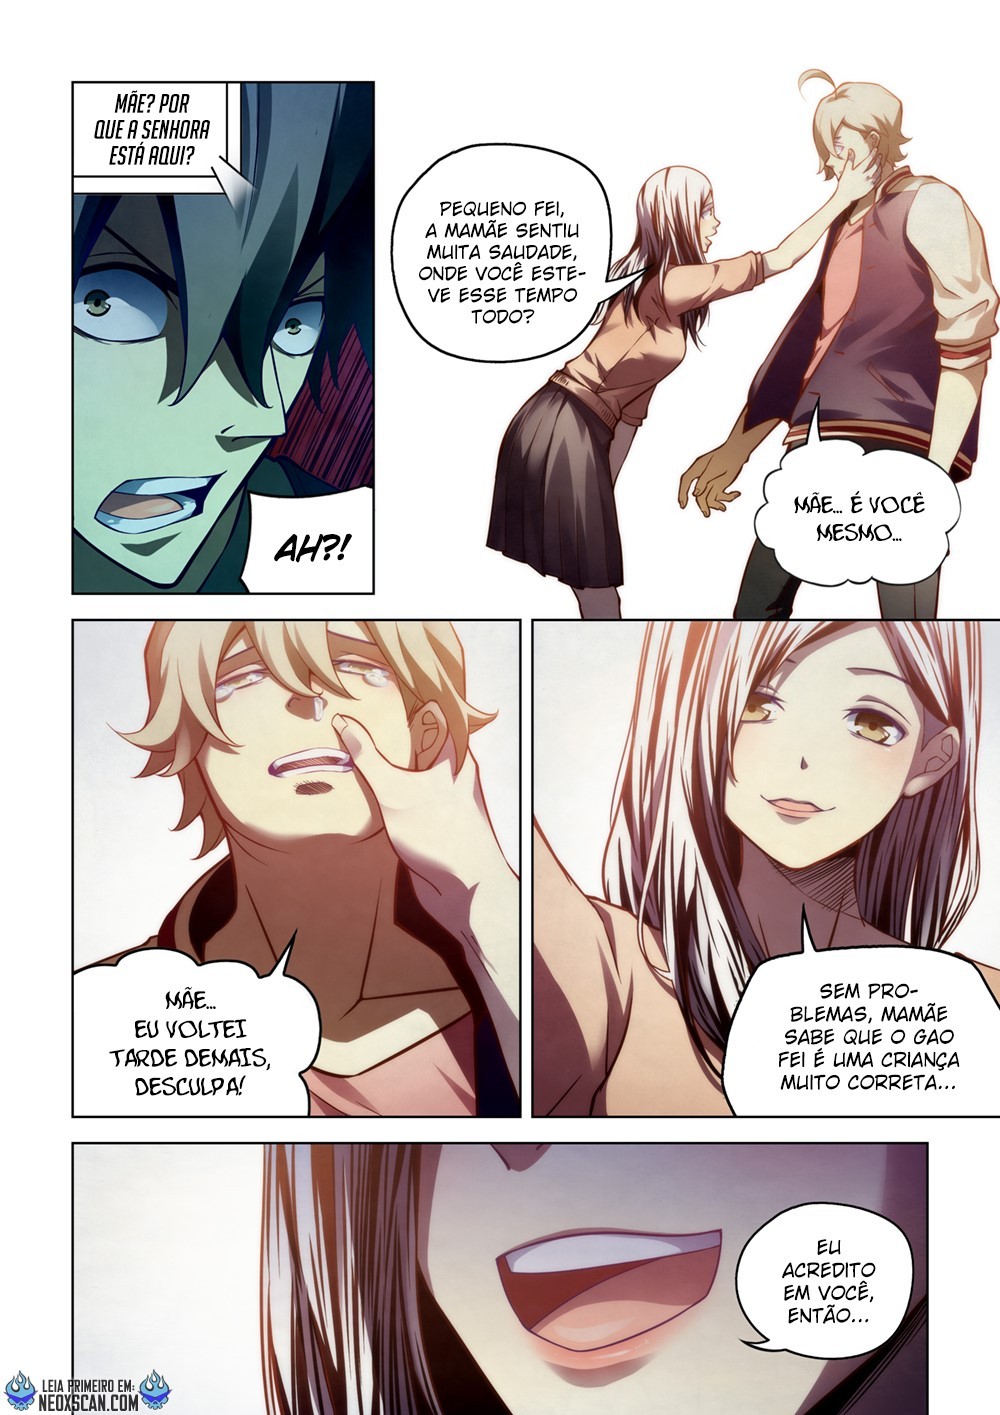 MÃE? POR
QUE A SENHORA
ESTÁ AQUI?
PEQUENO FEI,
A MAMÃE SENTIU
MUITA SAUDADE,
ONDE VOCÊ ESTE-
VE ESSE TEMPO
TODO?
MÃE... É VOCÊ
MESMO...
AH?!
MÃE...
EU VOLTEI
TARDE DEMAIS,
DESCULPA!
SEM PRO-
BLEMAS, MAMÃE
SABE QUE O GAO
FEI É UMA CRIANÇA
MUITO CORRETA...
EU
ACREDITO
EM VOCÊ,
ENTÃO...
LEIA PRIMEIRO EM:
NEOXSCAN.COM